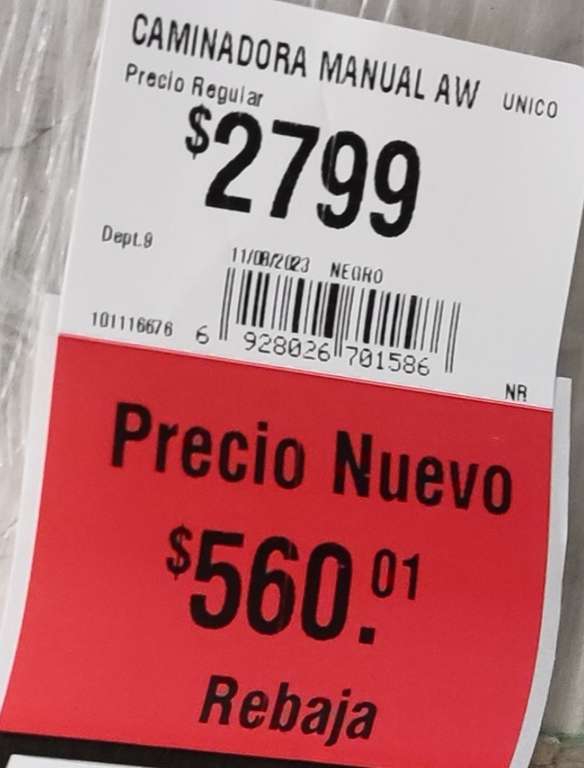 CAMINADORA MANUAL AW UNICO
Precio Regular
$2799
Dept.9
11/08/2023 NEGRO
101116676
6 928026 701586
NR
Precio Nuevo
$560.01
Rebaja